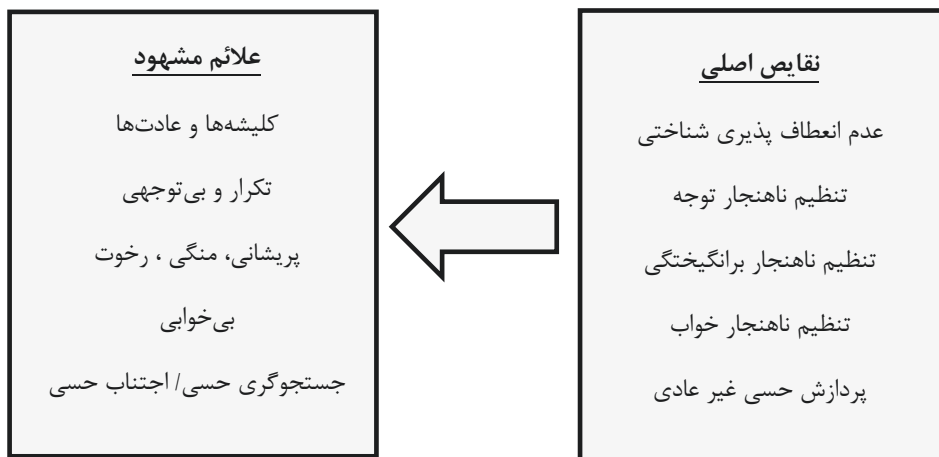 نقایص اصلی
عدم انعطاف پذیری شناختی
تنظیم ناهنجار توجه
تنظیم ناهنجار برانگیختگی
تنظیم ناهنجار خواب
پردازش حسی غیر عادی
علائم مشهود
کلیشه‌ها و عادت‌ها
تکرار و بی‌توجهی
پریشانی، منگی ، رخوت
بی‌خوابی
جستجوگری حسی/ اجتناب حسی